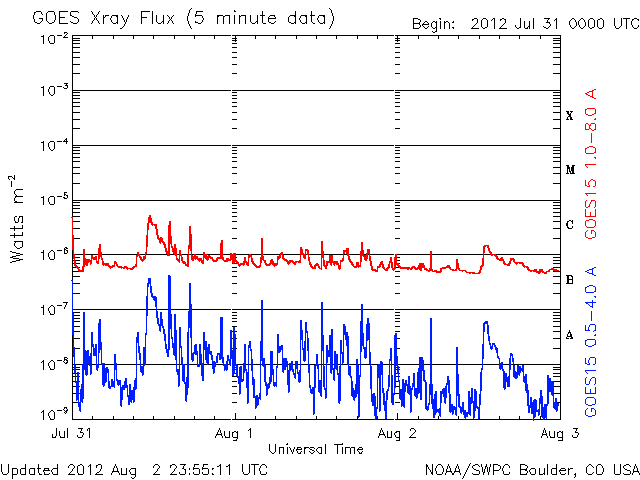 GOES Xray Flux (5 minute data)
Begin: 2012 Jul 31 0000 UTC
10⁻²
10⁻³
10⁻⁴
10⁻⁵
10⁻⁶
10⁻⁷
10⁻⁸
10⁻⁹
Watts m⁻²
X
M
C
B
A
GOES15 1.0-8.0 A
GOES15 0.5-4.0 A
Jul 31
Aug 1
Aug 2
Aug 3
Universal Time
Updated 2012 Aug 2 23:55:11 UTC
NOAA/SWPC Boulder, CO USA